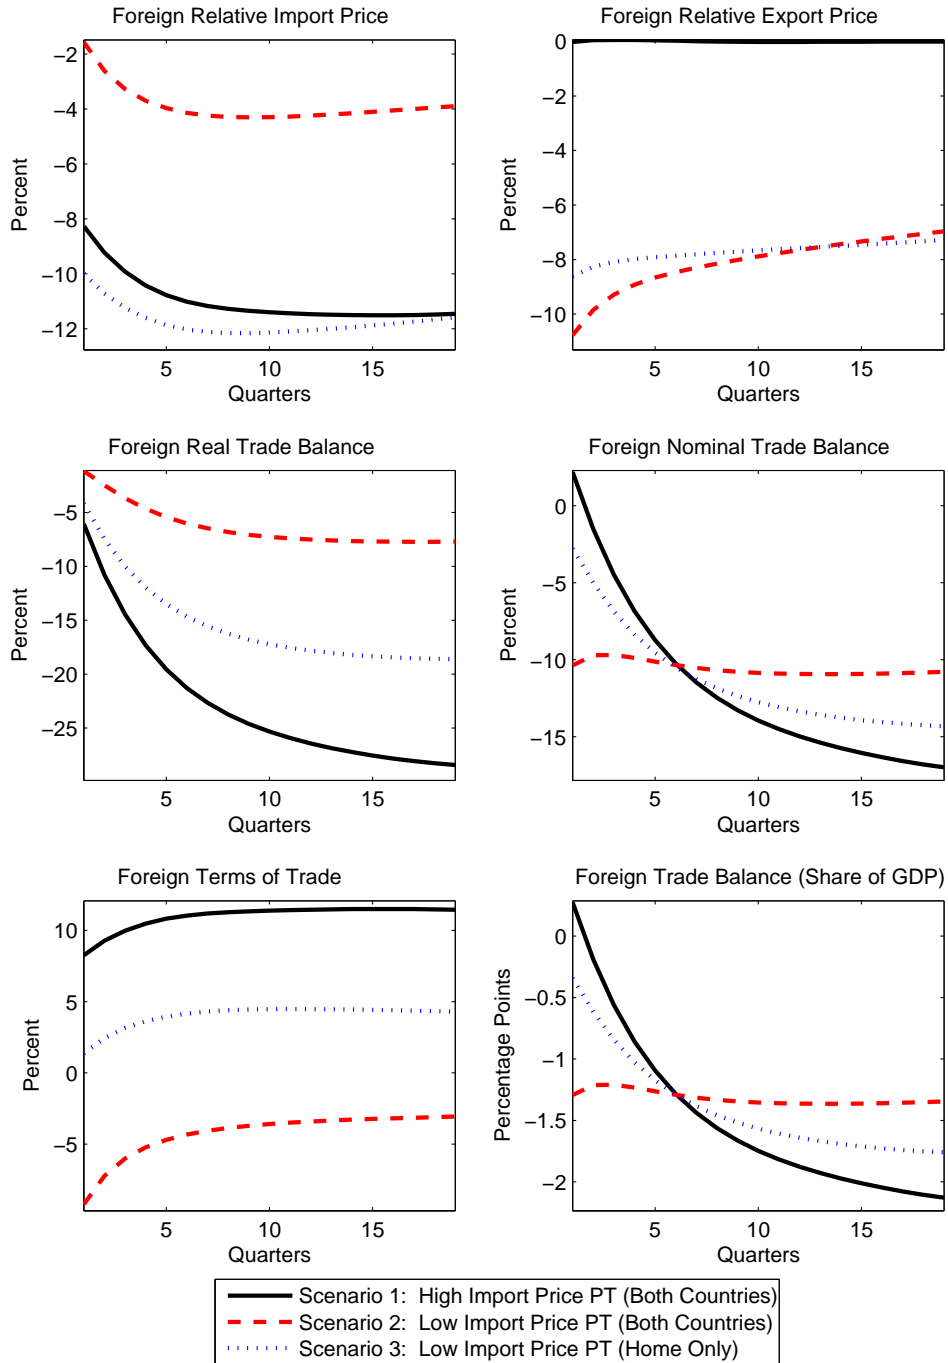 Foreign Relative Import Price
−2
−4
−6
−8
−10
−12
Percent
5
10
15
Quarters
Foreign Relative Export Price
0
−2
−4
−6
−8
−10
Percent
5
10
15
Quarters
Foreign Real Trade Balance
−5
−10
−15
−20
−25
Percent
5
10
15
Quarters
Foreign Nominal Trade Balance
0
−5
−10
−15
Percent
5
10
15
Quarters
Foreign Terms of Trade
10
5
0
−5
Percent
5
10
15
Quarters
Foreign Trade Balance (Share of GDP)
0
−0.5
−1
−1.5
−2
Percentage Points
5
10
15
Quarters
Scenario 1: High Import Price PT (Both Countries)
Scenario 2: Low Import Price PT (Both Countries)
Scenario 3: Low Import Price PT (Home Only)